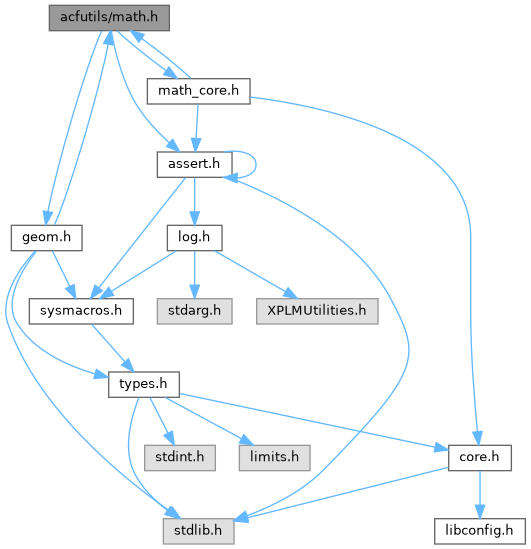 acfutils/math.h
math_core.h
assert.h
geom.h
log.h
sysmacros.h
stdarg.h
XPLMUtilities.h
types.h
stdint.h
limits.h
core.h
stdlib.h
libconfig.h